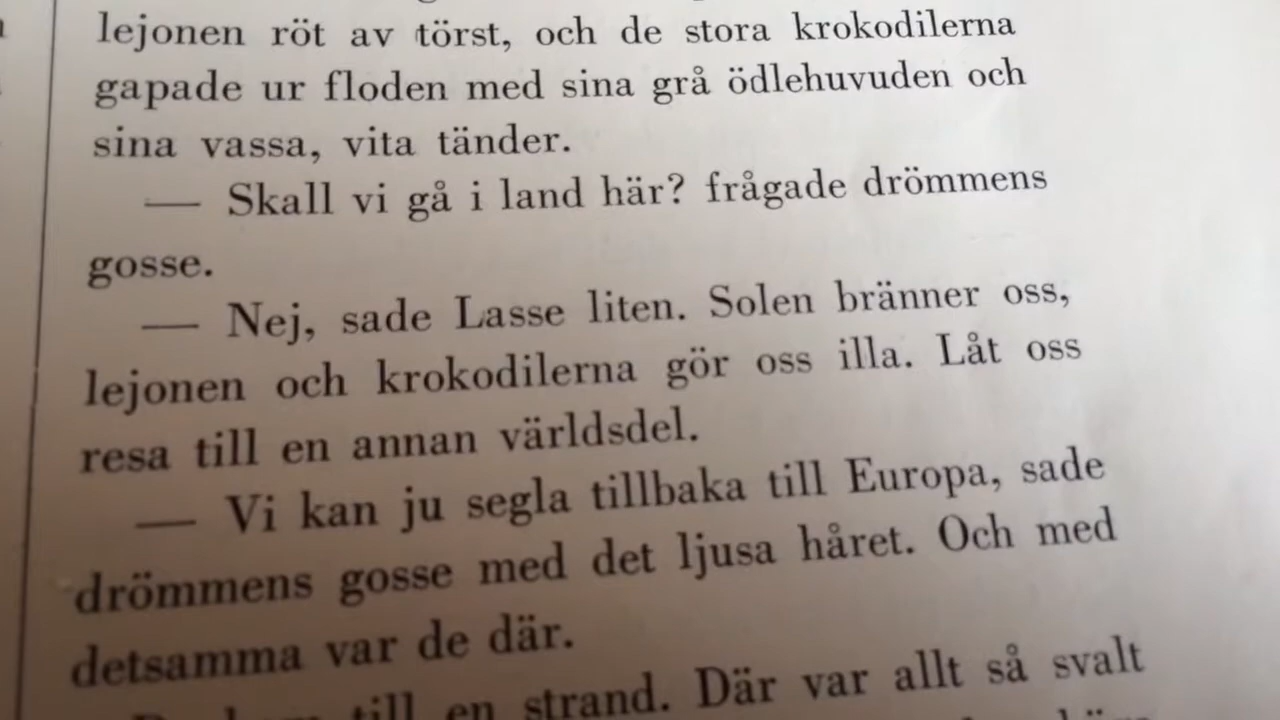 lejonen röt av törst, och de stora krokodilerna
gapade ur floden med sina grå ödlehuvuden och
sina vassa, vita tänder.
— Skall vi gå i land här? frågade drömmens
gosse.
— Nej, sade Lasse liten. Solen bränner oss,
lejonen och krokodilerna gör oss illa. Låt oss
resa till en annan världsdel.
— Vi kan ju segla tillbaka till Europa, sade
drömmens gosse med det ljusa håret. Och med
detsamma var de där.
till en strand. Där var allt så svalt